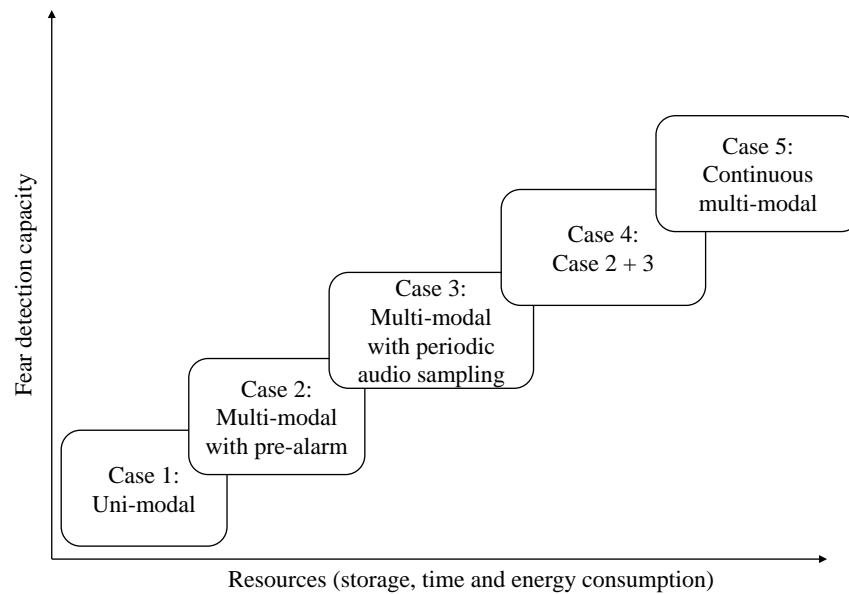 Fear detection capacity
Case 5:
Continuous
multi-modal
Case 4:
Case 2 + 3
Case 3:
Multi-modal
with periodic
audio sampling
Case 2:
Multi-modal
with pre-alarm
Case 1:
Uni-modal
Resources (storage, time and energy consumption)